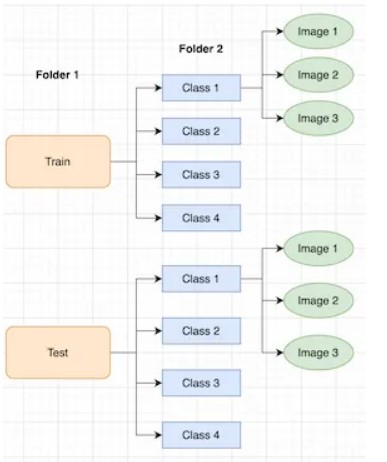 Folder 1
Folder 2
Train
Class 1
Class 2
Class 3
Class 4
Image 1
Image 2
Image 3
Test
Class 1
Class 2
Class 3
Class 4
Image 1
Image 2
Image 3